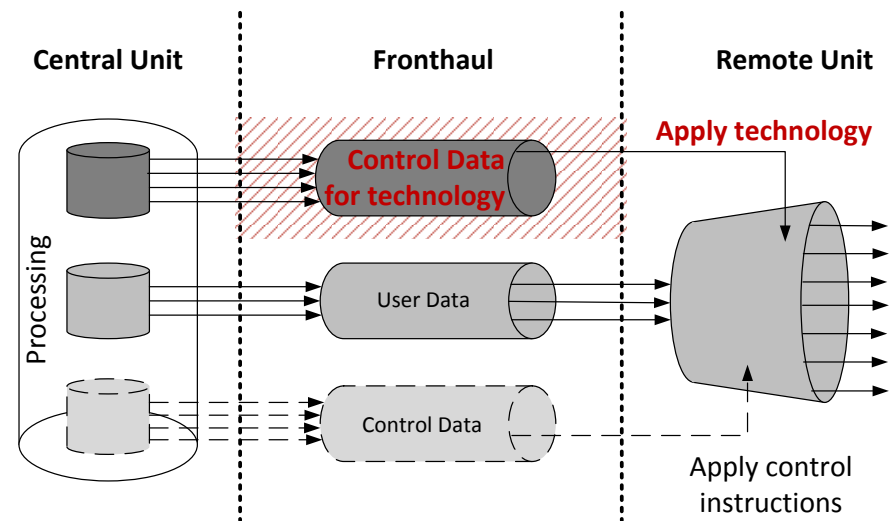 Central Unit
Fronthaul
Remote Unit
Apply technology
Control Data
for technology
Processing
User Data
Control Data
Apply control
instructions